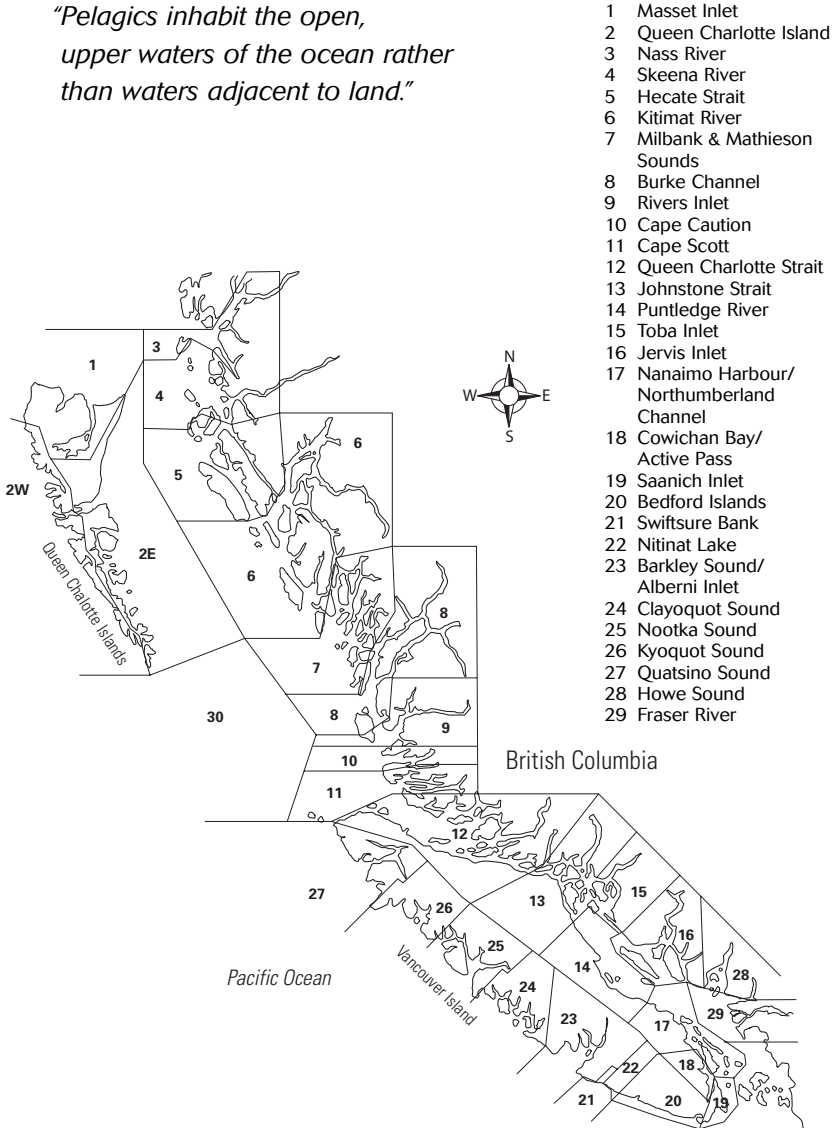 “Pelagics inhabit the open,
upper waters of the ocean rather
than waters adjacent to land.”
1 Masset Inlet
2 Queen Charlotte Island
3 Nass River
4 Skeena River
5 Hecate Strait
6 Kitimat River
7 Milbank & Mathieson
Sounds
8 Burke Channel
9 Rivers Inlet
10 Cape Caution
11 Cape Scott
12 Queen Charlotte Strait
13 Johnstone Strait
14 Puntledge River
15 Toba Inlet
16 Jervis Inlet
17 Nanaimo Harbour/
Northumberland
Channel
18 Cowichan Bay/
Active Pass
19 Saanich Inlet
20 Bedford Islands
21 Swiftsure Bank
22 Nitinat Lake
23 Barkley Sound/
Alberni Inlet
24 Clayoquot Sound
25 Nootka Sound
26 Kyoquot Sound
27 Quatsino Sound
28 Howe Sound
29 Fraser River
N
W E
S
1
3
4
2W
5
6
2E
Queen Chalotte Islands
6
8
7
30
8
9
10
British Columbia
11
12
27
13
15
26
16
25
Pacific Ocean
Vancouver Island
14
28
24
29
23
17
22
18
21
20
19